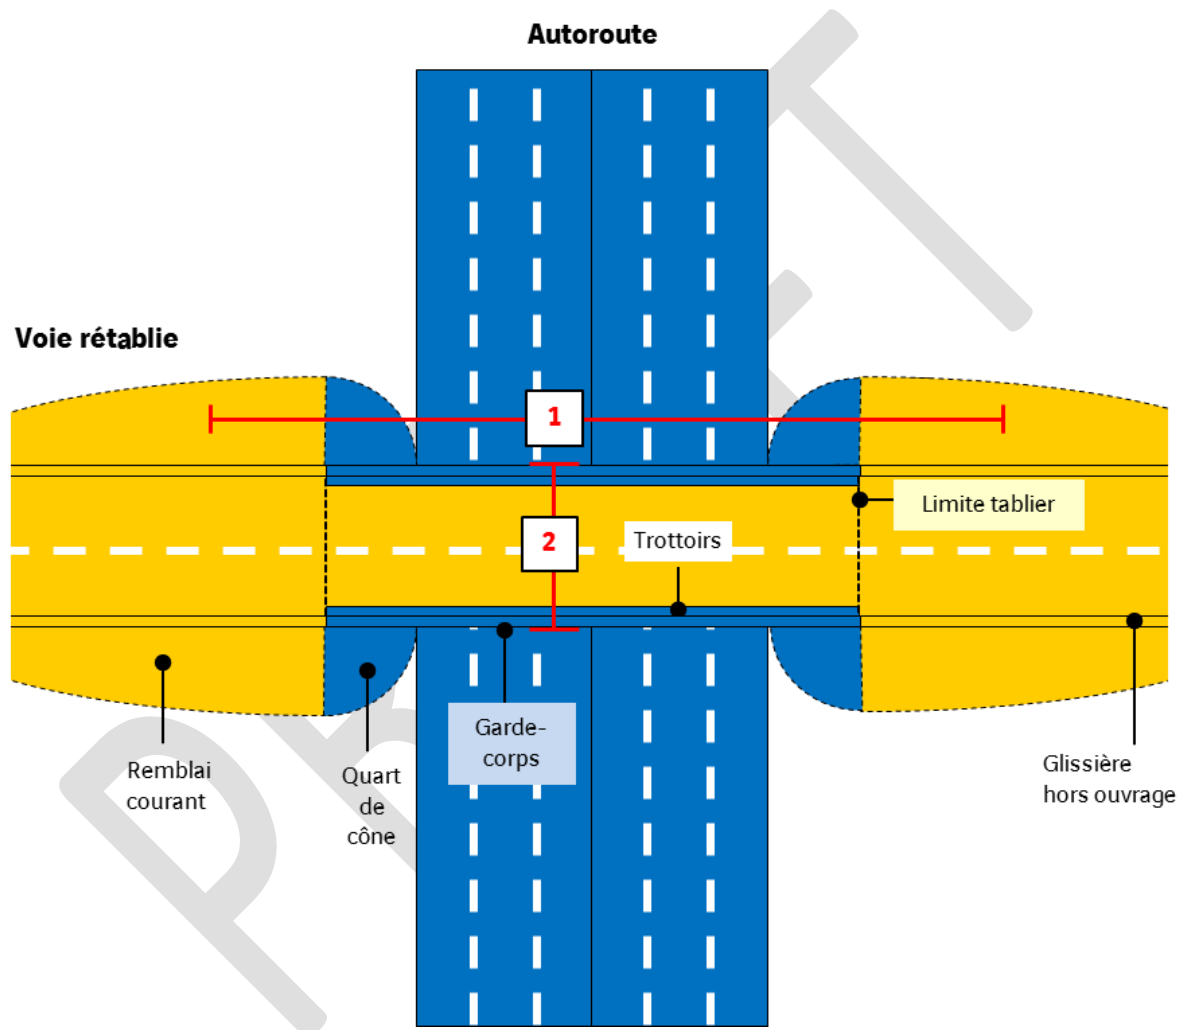 Autoroute
Voie rétablie
1
Limite tablier
2
Trottoirs
Garde-
corps
Remblai
courant
Quart
de
cône
Glissière
hors ouvrage